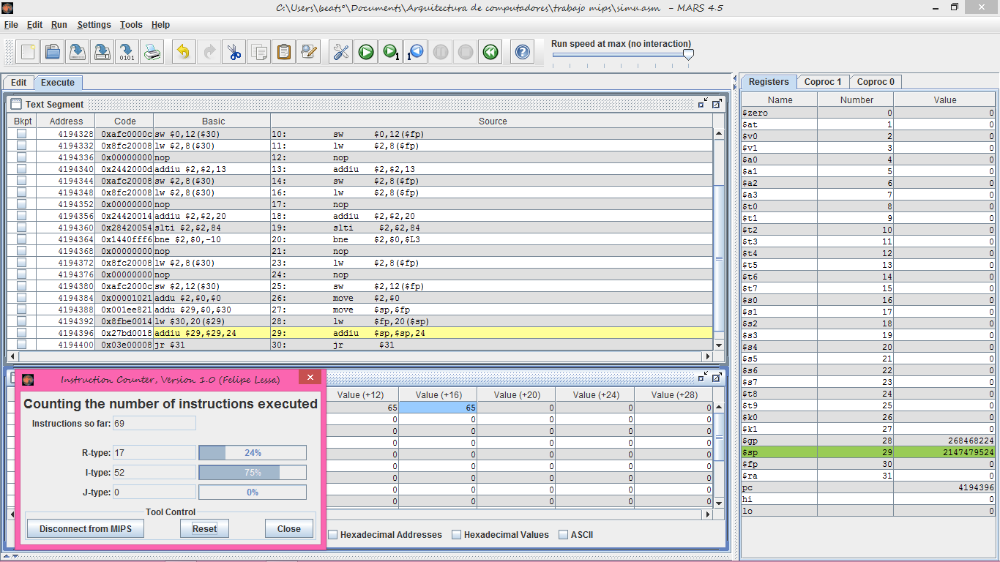 C:\Users\beats°\Documents\Arquitectura de computadores\trabajo mips\simu.asm - MARS 4.5
File Edit Run Settings Tools Help
Run speed at max (no interaction)
Edit Execute
Text Segment
Bkpt Address Code Basic Source
4194328 0xafc0000c sw $0,12($30) 10: sw $0,12($fp)
4194332 0x8fc20008 lw $2,8($30) 11: lw $2,8($fp)
4194336 0x00000000 nop 12: nop
4194340 0x2442000d addiu $2,$2,13 13: addiu $2,$2,13
4194344 0xafc20008 sw $2,8($30) 14: sw $2,8($fp)
4194348 0x8fc20008 lw $2,8($30) 16: lw $2,8($fp)
4194352 0x00000000 nop 17: nop
4194356 0x24420014 addiu $2,$2,20 18: addiu $2,$2,20
4194360 0x28420054 slti $2,$2,84 19: slti $2,$2,84
4194364 0x1440fff6 bne $2,$0,-10 20: bne $2,$0,$L3
4194368 0x00000000 nop 21: nop
4194372 0x8fc20008 lw $2,8($30) 23: lw $2,8($fp)
4194376 0x00000000 nop 24: nop
4194380 0xafc2000c sw $2,12($30) 25: sw $2,12($fp)
4194384 0x00001021 addu $2,$0,$0 26: move $2,$0
4194388 0x001ee821 addu $29,$0,$30 27: move $sp,$fp
4194392 0x8fbe0014 lw $30,20($29) 28: lw $fp,20($sp)
4194396 0x27bd0018 addiu $29,$29,24 29: addiu $sp,$sp,24
4194400 0x03e00008 jr $31 30: jr $31
Instruction Counter, Version 1.0 (Felipe Lessa)
Counting the number of instructions executed
Instructions so far: 69
R-type: 17 24%
I-type: 52 75%
J-type: 0 0%
Tool Control
Disconnect from MIPS Reset Close
Value (+12) Value (+16) Value (+20) Value (+24) Value (+28)
65 65 0 0 0
0 0 0 0 0
0 0 0 0 0
0 0 0 0 0
0 0 0 0 0
0 0 0 0 0
0 0 0 0 0
0 0 0 0 0
0 0 0 0 0
Hexadecimal Addresses Hexadecimal Values ASCII
Registers Coproc 1 Coproc 0
Name Number Value
$zero 0 0
$at 1 0
$v0 2 0
$v1 3 0
$a0 4 0
$a1 5 0
$a2 6 0
$a3 7 0
$t0 8 0
$t1 9 0
$t2 10 0
$t3 11 0
$t4 12 0
$t5 13 0
$t6 14 0
$t7 15 0
$s0 16 0
$s1 17 0
$s2 18 0
$s3 19 0
$s4 20 0
$s5 21 0
$s6 22 0
$s7 23 0
$t8 24 0
$t9 25 0
$k0 26 0
$k1 27 0
$gp 28 268468224
$sp 29 2147479524
$fp 30 0
$ra 31 0
pc 4194396
hi 0
lo 0